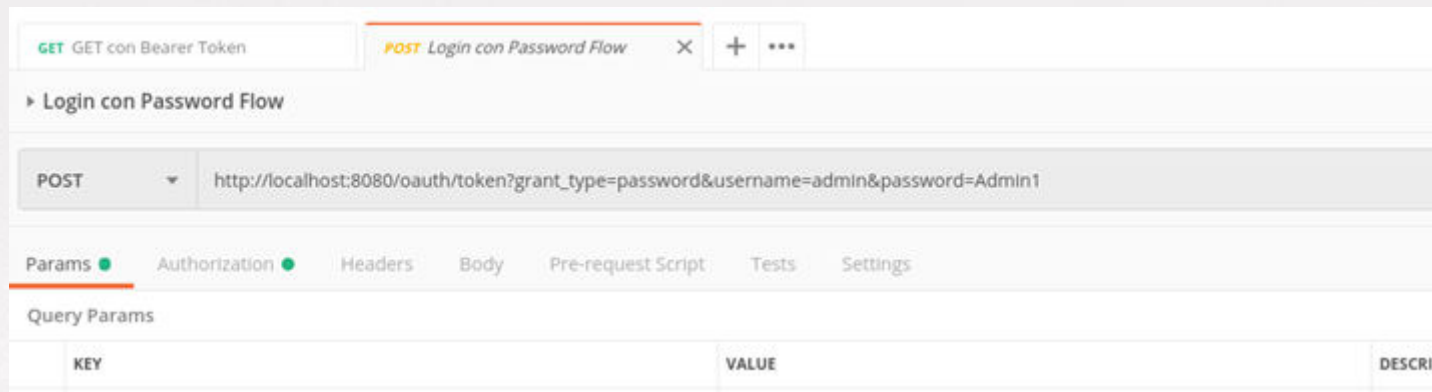 GET GET con Bearer Token POST Login con Password Flow
Login con Password Flow
POST http://localhost:8080/oauth/token?grant_type=password&username=admin&password=Admin1
Params Authorization Headers Body Pre-request Script Tests Settings
Query Params
KEY VALUE DESCRI